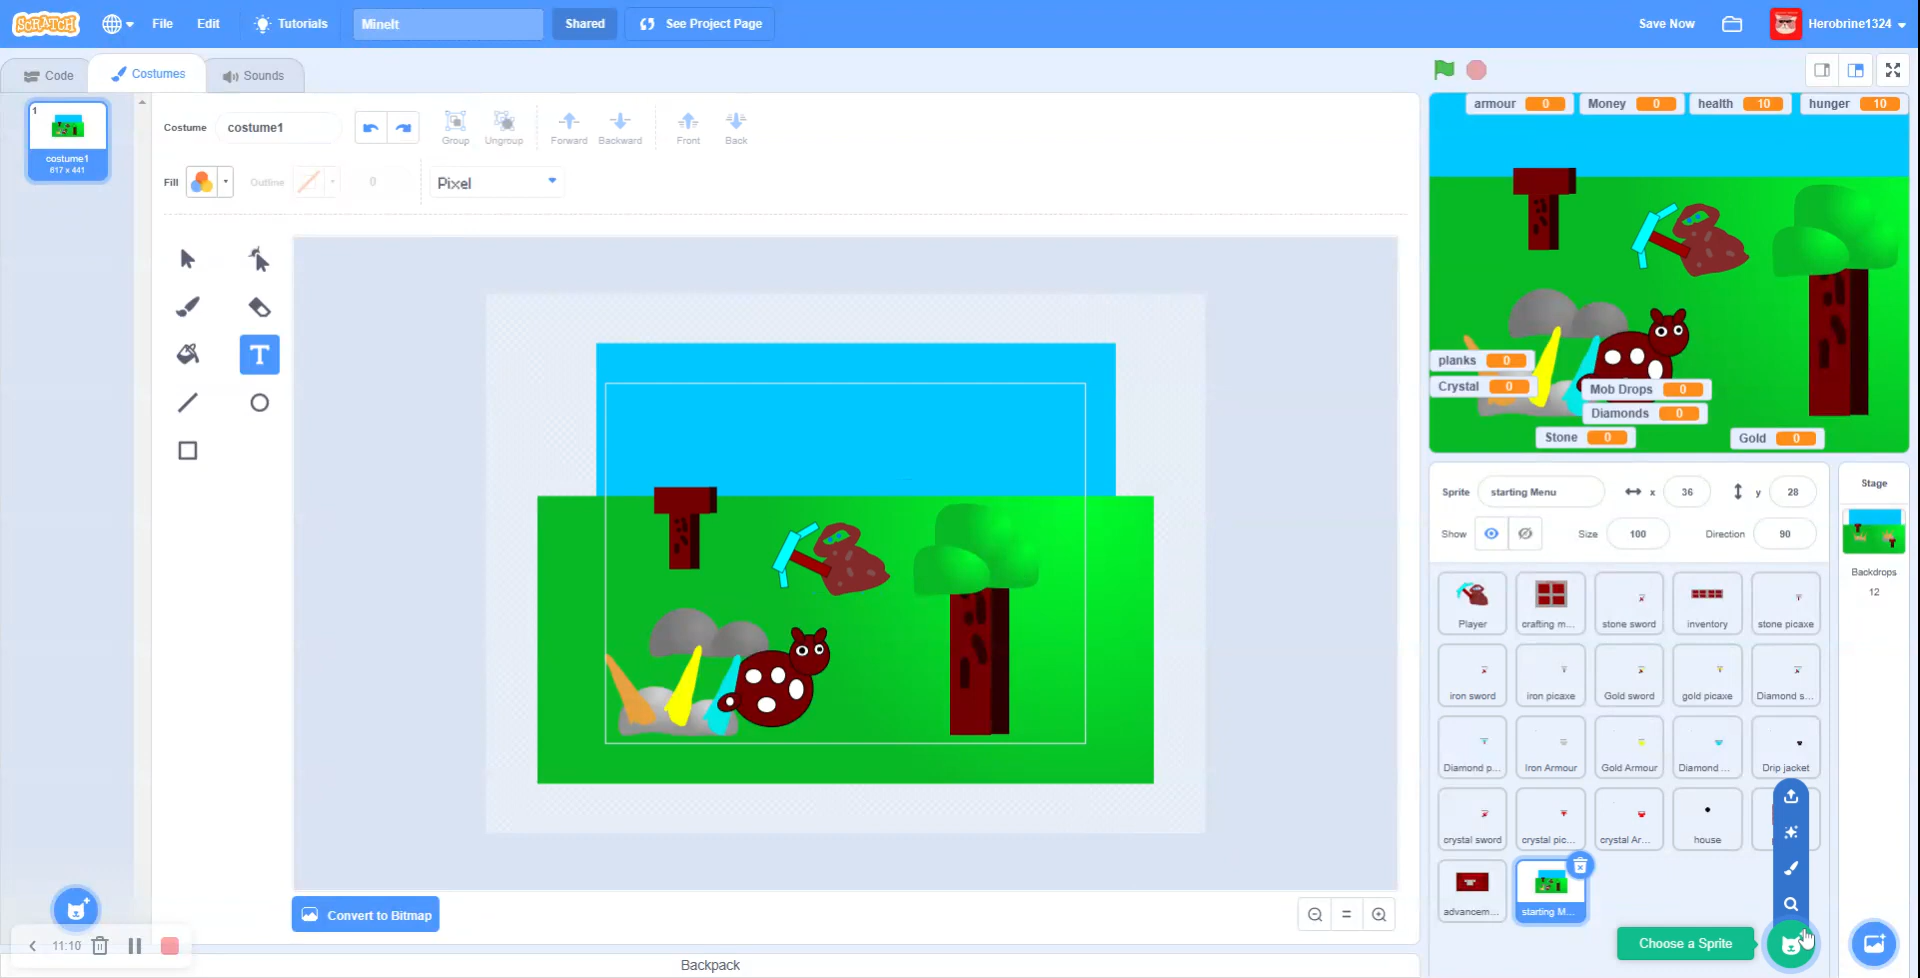 SCRATCH
File
Edit
Tutorials
MineIt
Shared
See Project Page
Save Now
Herobrine1324
Code
Costumes
Sounds
1
costume1
617 x 441
Costume
costume1
Group
Ungroup
Forward
Backward
Front
Back
Fill
Outline
0
Pixel
T
Convert to Bitmap
11:10
Backpack
armour 0
Money 0
health 10
hunger 10
planks 0
Crystal 0
Mob Drops 0
Diamonds 0
Stone 0
Gold 0
Sprite
starting Menu
x
36
y
28
Show
Size
100
Direction
90
Stage
Backdrops
12
Player
crafting m...
stone sword
inventory
stone picaxe
iron sword
iron picaxe
Gold sword
gold picaxe
Diamond s...
Diamond p...
Iron Armour
Gold Armour
Diamond ...
Drip jacket
crystal sword
crystal pic...
crystal Ar...
house
advancem...
starting M...
Choose a Sprite